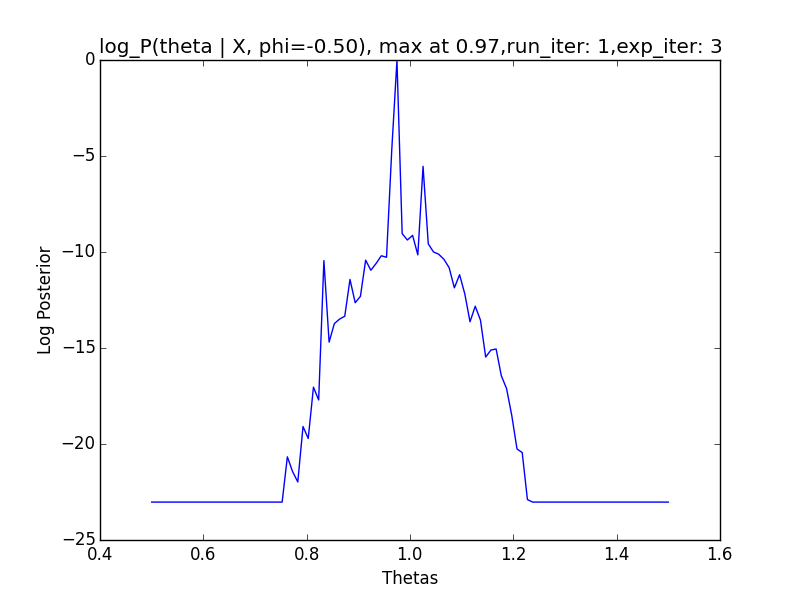 log_P(theta | X, phi=-0.50), max at 0.97,run_iter: 1,exp_iter: 3
0
−5
−10
−15
−20
−25
Log Posterior
0.4 0.6 0.8 1.0 1.2 1.4 1.6
Thetas